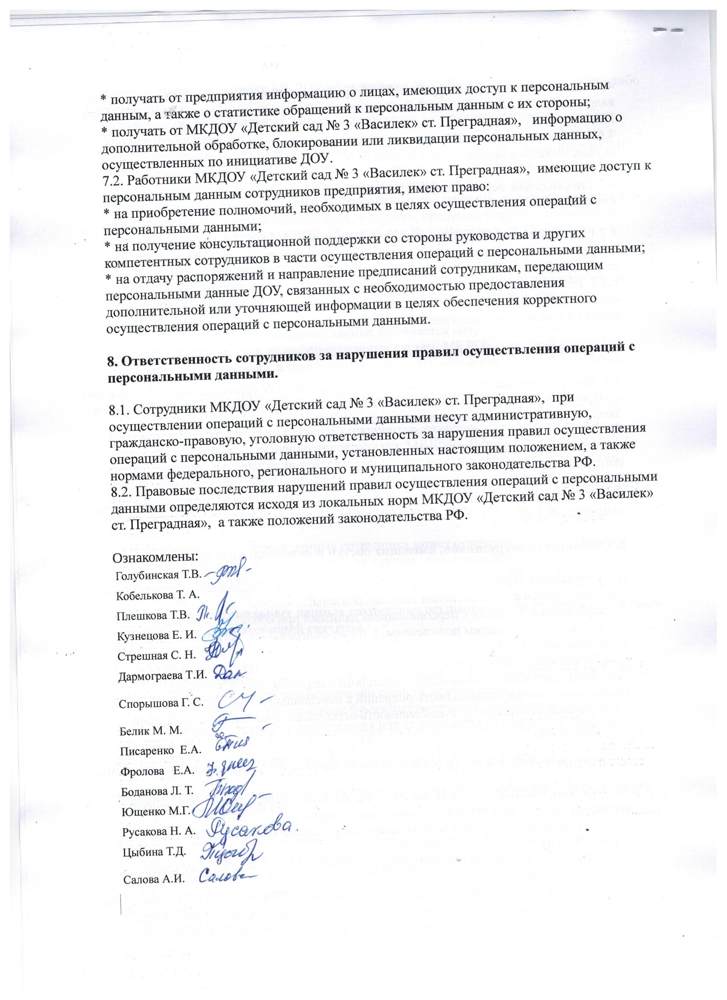 * получать от предприятия информацию о лицах, имеющих доступ к персональным
данным, а также о статистике обращений к персональным данным с их стороны;
* получать от МКДОУ «Детский сад № 3 «Василек» ст. Преградная», информацию о
дополнительной обработке, блокировании или ликвидации персональных данных,
осуществленных по инициативе ДОУ.
7.2. Работники МКДОУ «Детский сад № 3 «Василек» ст. Преградная», имеющие доступ к
персональным данным сотрудников предприятия, имеют право:
* на приобретение полномочий, необходимых в целях осуществления операций с
персональными данными;
* на получение консультационной поддержки со стороны руководства и других
компетентных сотрудников в части осуществления операций с персональными данными;
* на отдачу распоряжений и направление предписаний сотрудникам, передающим
персональными данные ДОУ, связанных с необходимостью предоставления
дополнительной или уточняющей информации в целях обеспечения корректного
осуществления операций с персональными данными.
8. Ответственность сотрудников за нарушения правил осуществления операций с
персональными данными.
8.1. Сотрудники МКДОУ «Детский сад № 3 «Василек» ст. Преградная», при
осуществлении операций с персональными данными несут административную,
гражданско-правовую, уголовную ответственность за нарушения правил осуществления
операций с персональными данными, установленных настоящим положением, а также
нормами федерального, регионального и муниципального законодательства РФ.
8.2. Правовые последствия нарушений правил осуществления операций с персональными
данными определяются исходя из локальных норм МКДОУ «Детский сад № 3 «Василек»
ст. Преградная», а также положений законодательства РФ.
Ознакомлены:
Голубинская Т.В.
Кобелькова Т. А.
Плешкова Т.В.
Кузнецова Е. И.
Стрешная С. Н.
Дармограева Т.И.
Спорышова Г. С.
Белик М. М.
Писаренко Е.А.
Фролова Е.А.
Боданова Л. Т.
Ющенко М.Г.
Русакова Н. А. Русакова.
Цыбина Т.Д.
Салова А.И. Салова